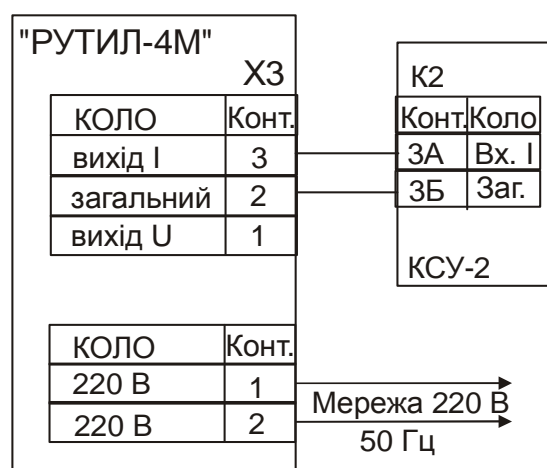 "РУТИЛ-4М"
X3
КОЛО Конт.
вихід I 3
загальний 2
вихід U 1
К2
Конт. Коло
3А Вх. I
3Б Заг.
КСУ-2
КОЛО Конт.
220 В 1
220 В 2
Мережа 220 В
50 Гц